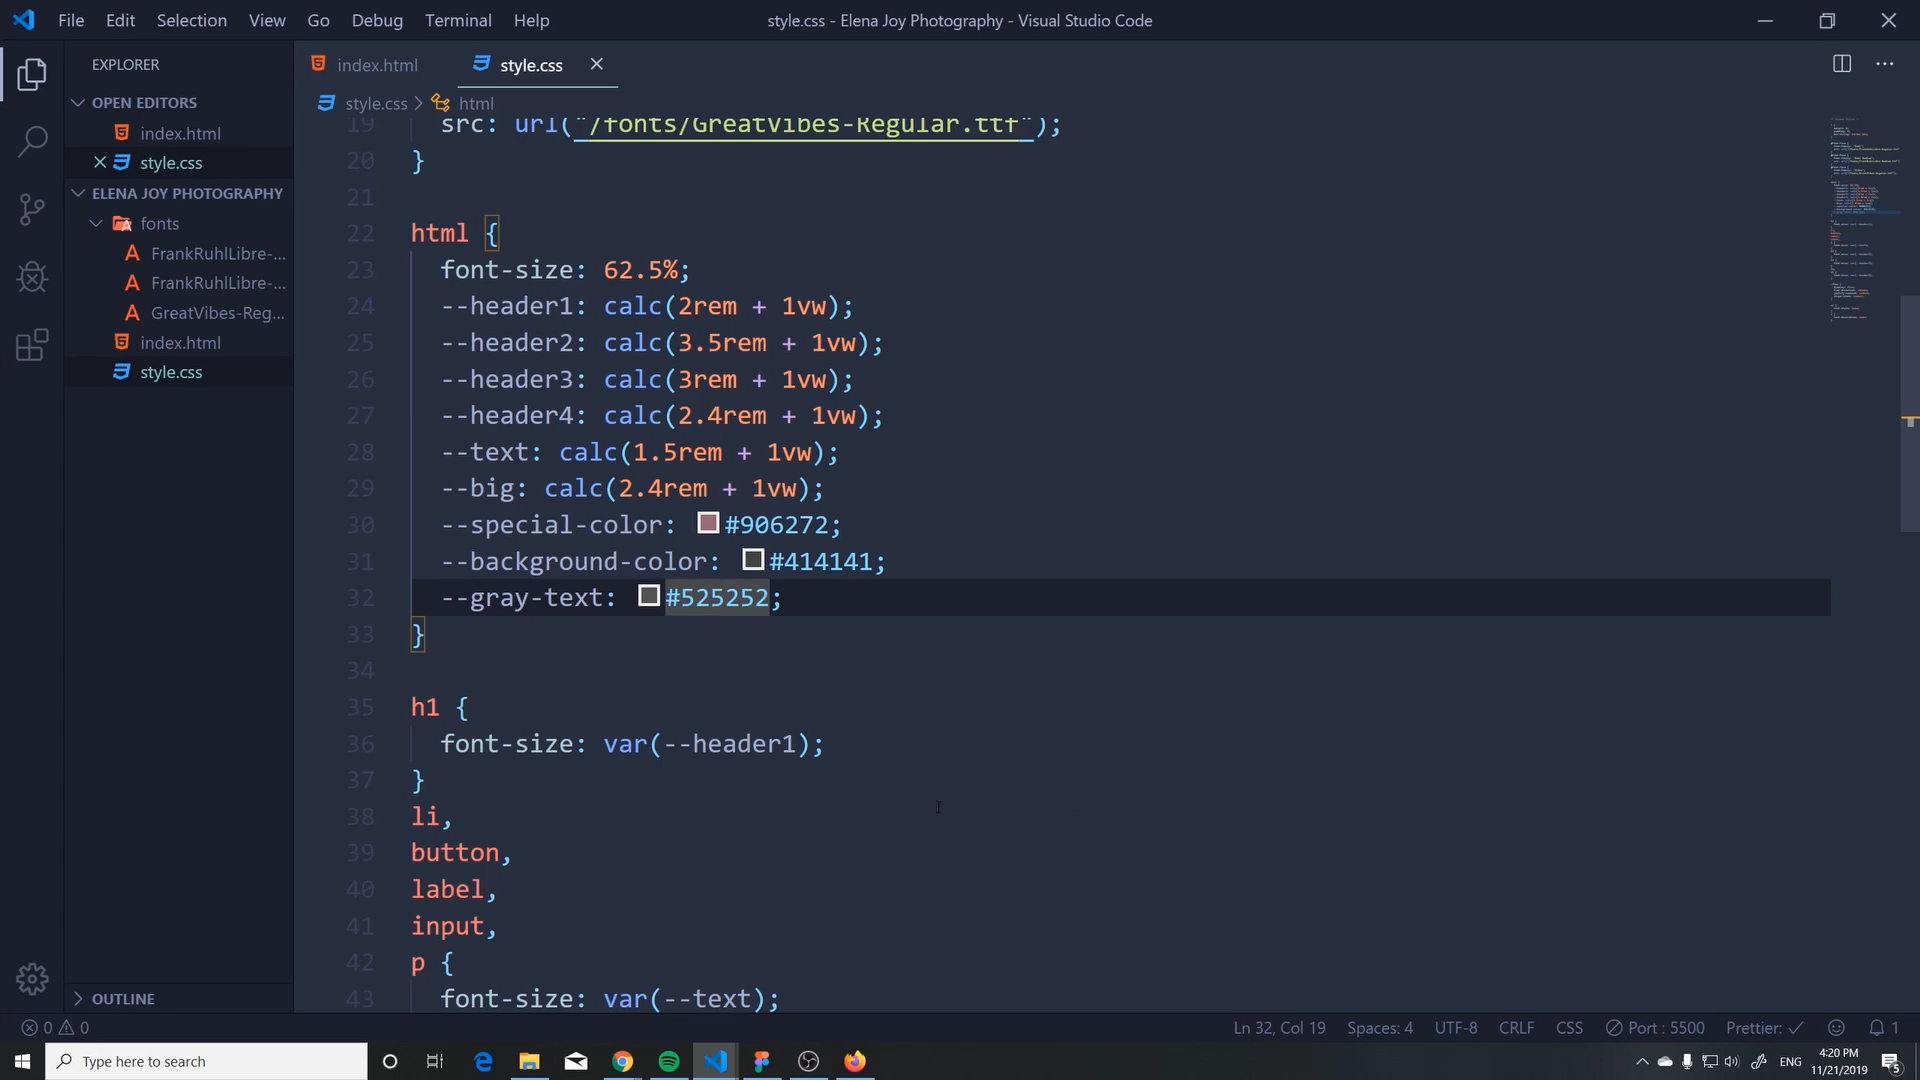 File Edit Selection View Go Debug Terminal Help
style.css - Elena Joy Photography - Visual Studio Code
EXPLORER
OPEN EDITORS
index.html
style.css
ELENA JOY PHOTOGRAPHY
fonts
FrankRuhlLibre-...
FrankRuhlLibre-...
GreatVibes-Reg...
index.html
style.css
OUTLINE
index.html
style.css
style.css > html
19 src: url("/fonts/GreatVibes-Regular.ttf");
20 }
21
22 html {
23 font-size: 62.5%;
24 --header1: calc(2rem + 1vw);
25 --header2: calc(3.5rem + 1vw);
26 --header3: calc(3rem + 1vw);
27 --header4: calc(2.4rem + 1vw);
28 --text: calc(1.5rem + 1vw);
29 --big: calc(2.4rem + 1vw);
30 --special-color: #906272;
31 --background-color: #414141;
32 --gray-text: #525252;
33 }
34
35 h1 {
36 font-size: var(--header1);
37 }
38 li,
39 button,
40 label,
41 input,
42 p {
43 font-size: var(--text);
0 0
Ln 32, Col 19 Spaces: 4 UTF-8 CRLF CSS Port : 5500 Prettier: ✓ 1
Type here to search
ENG
4:20 PM
11/21/2019
5